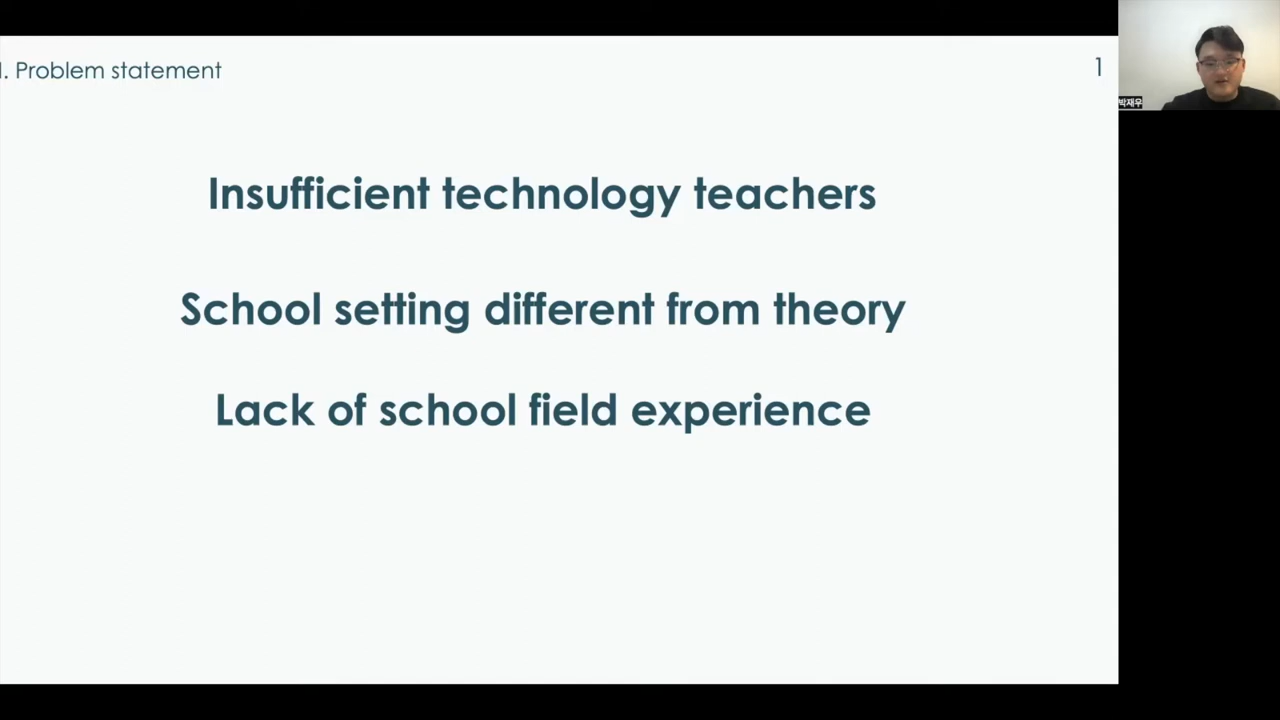 I. Problem statement
1
박재우
Insufficient technology teachers
School setting different from theory
Lack of school field experience